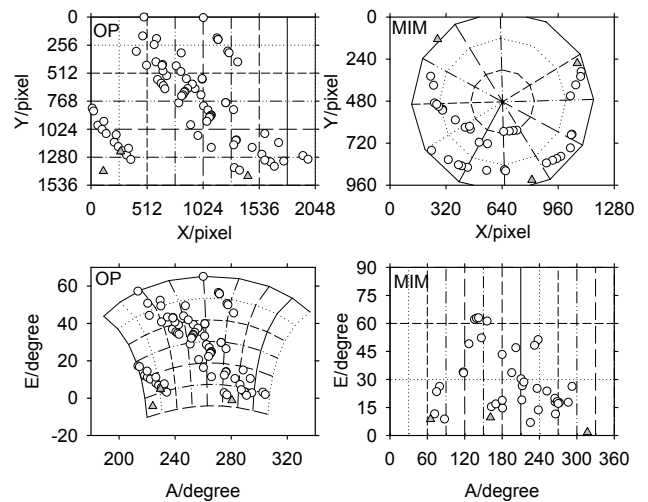 0
256
512
768
1024
1280
1536
Y/pixel
OP
0 512 1024 1536 2048
X/pixel
0
240
480
720
960
Y/pixel
MIM
0 320 640 960 1280
X/pixel
60
40
20
0
-20
E/degree
OP
200 240 280 320
A/degree
90
75
60
45
30
15
0
E/degree
MIM
0 60 120 180 240 300 360
A/degree